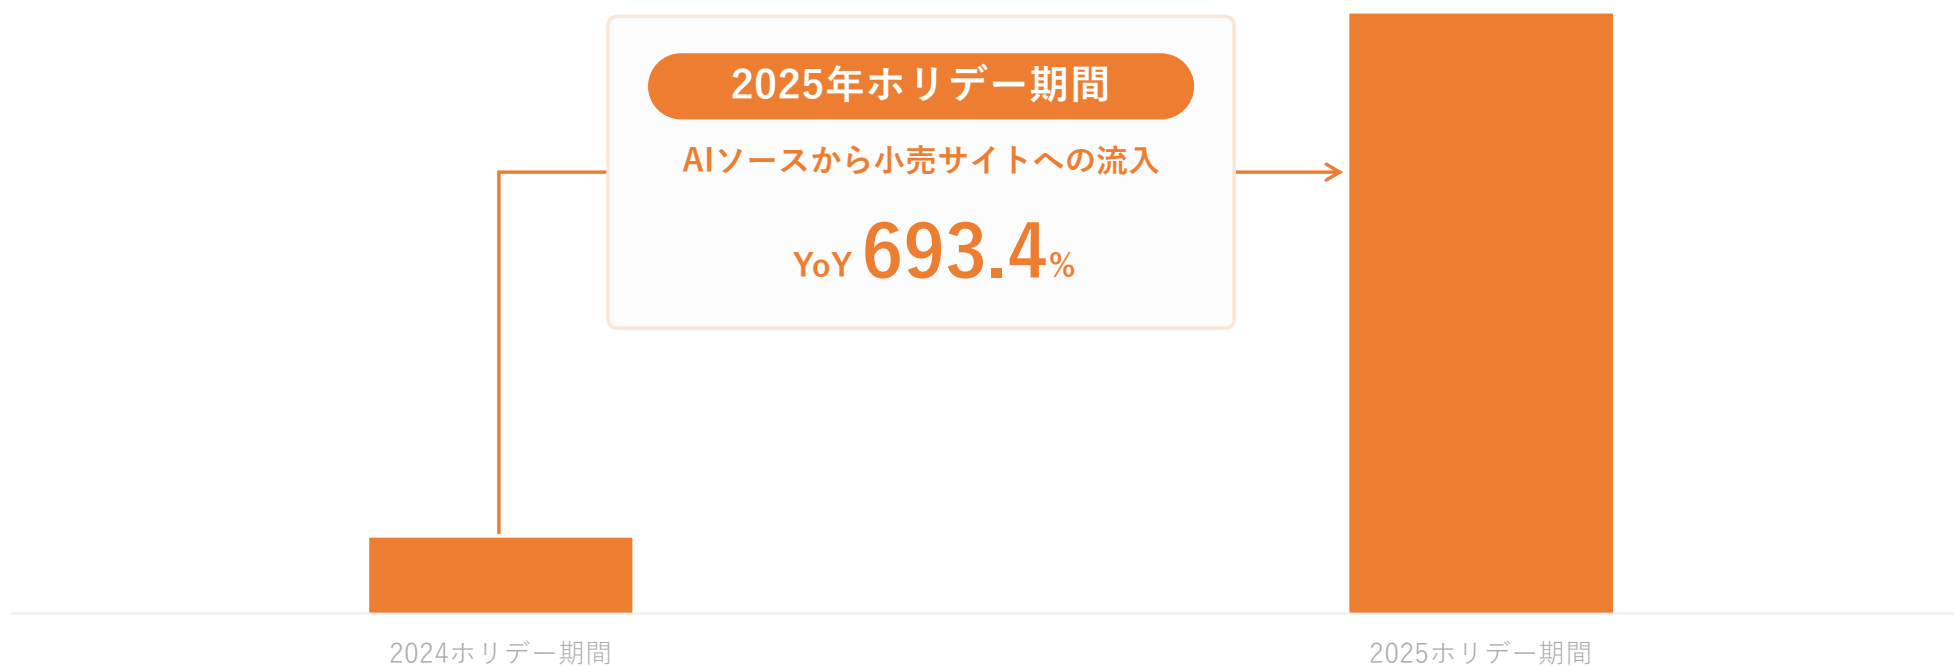 2025年ホリデー期間
AIソースから小売サイトへの流入
YoY 693.4%
2024ホリデー期間
2025ホリデー期間